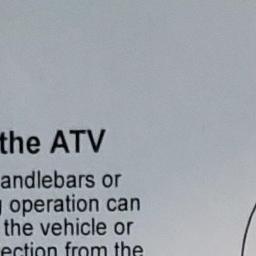 the ATV
andlebars or
operation can
the vehicle or
ection from the